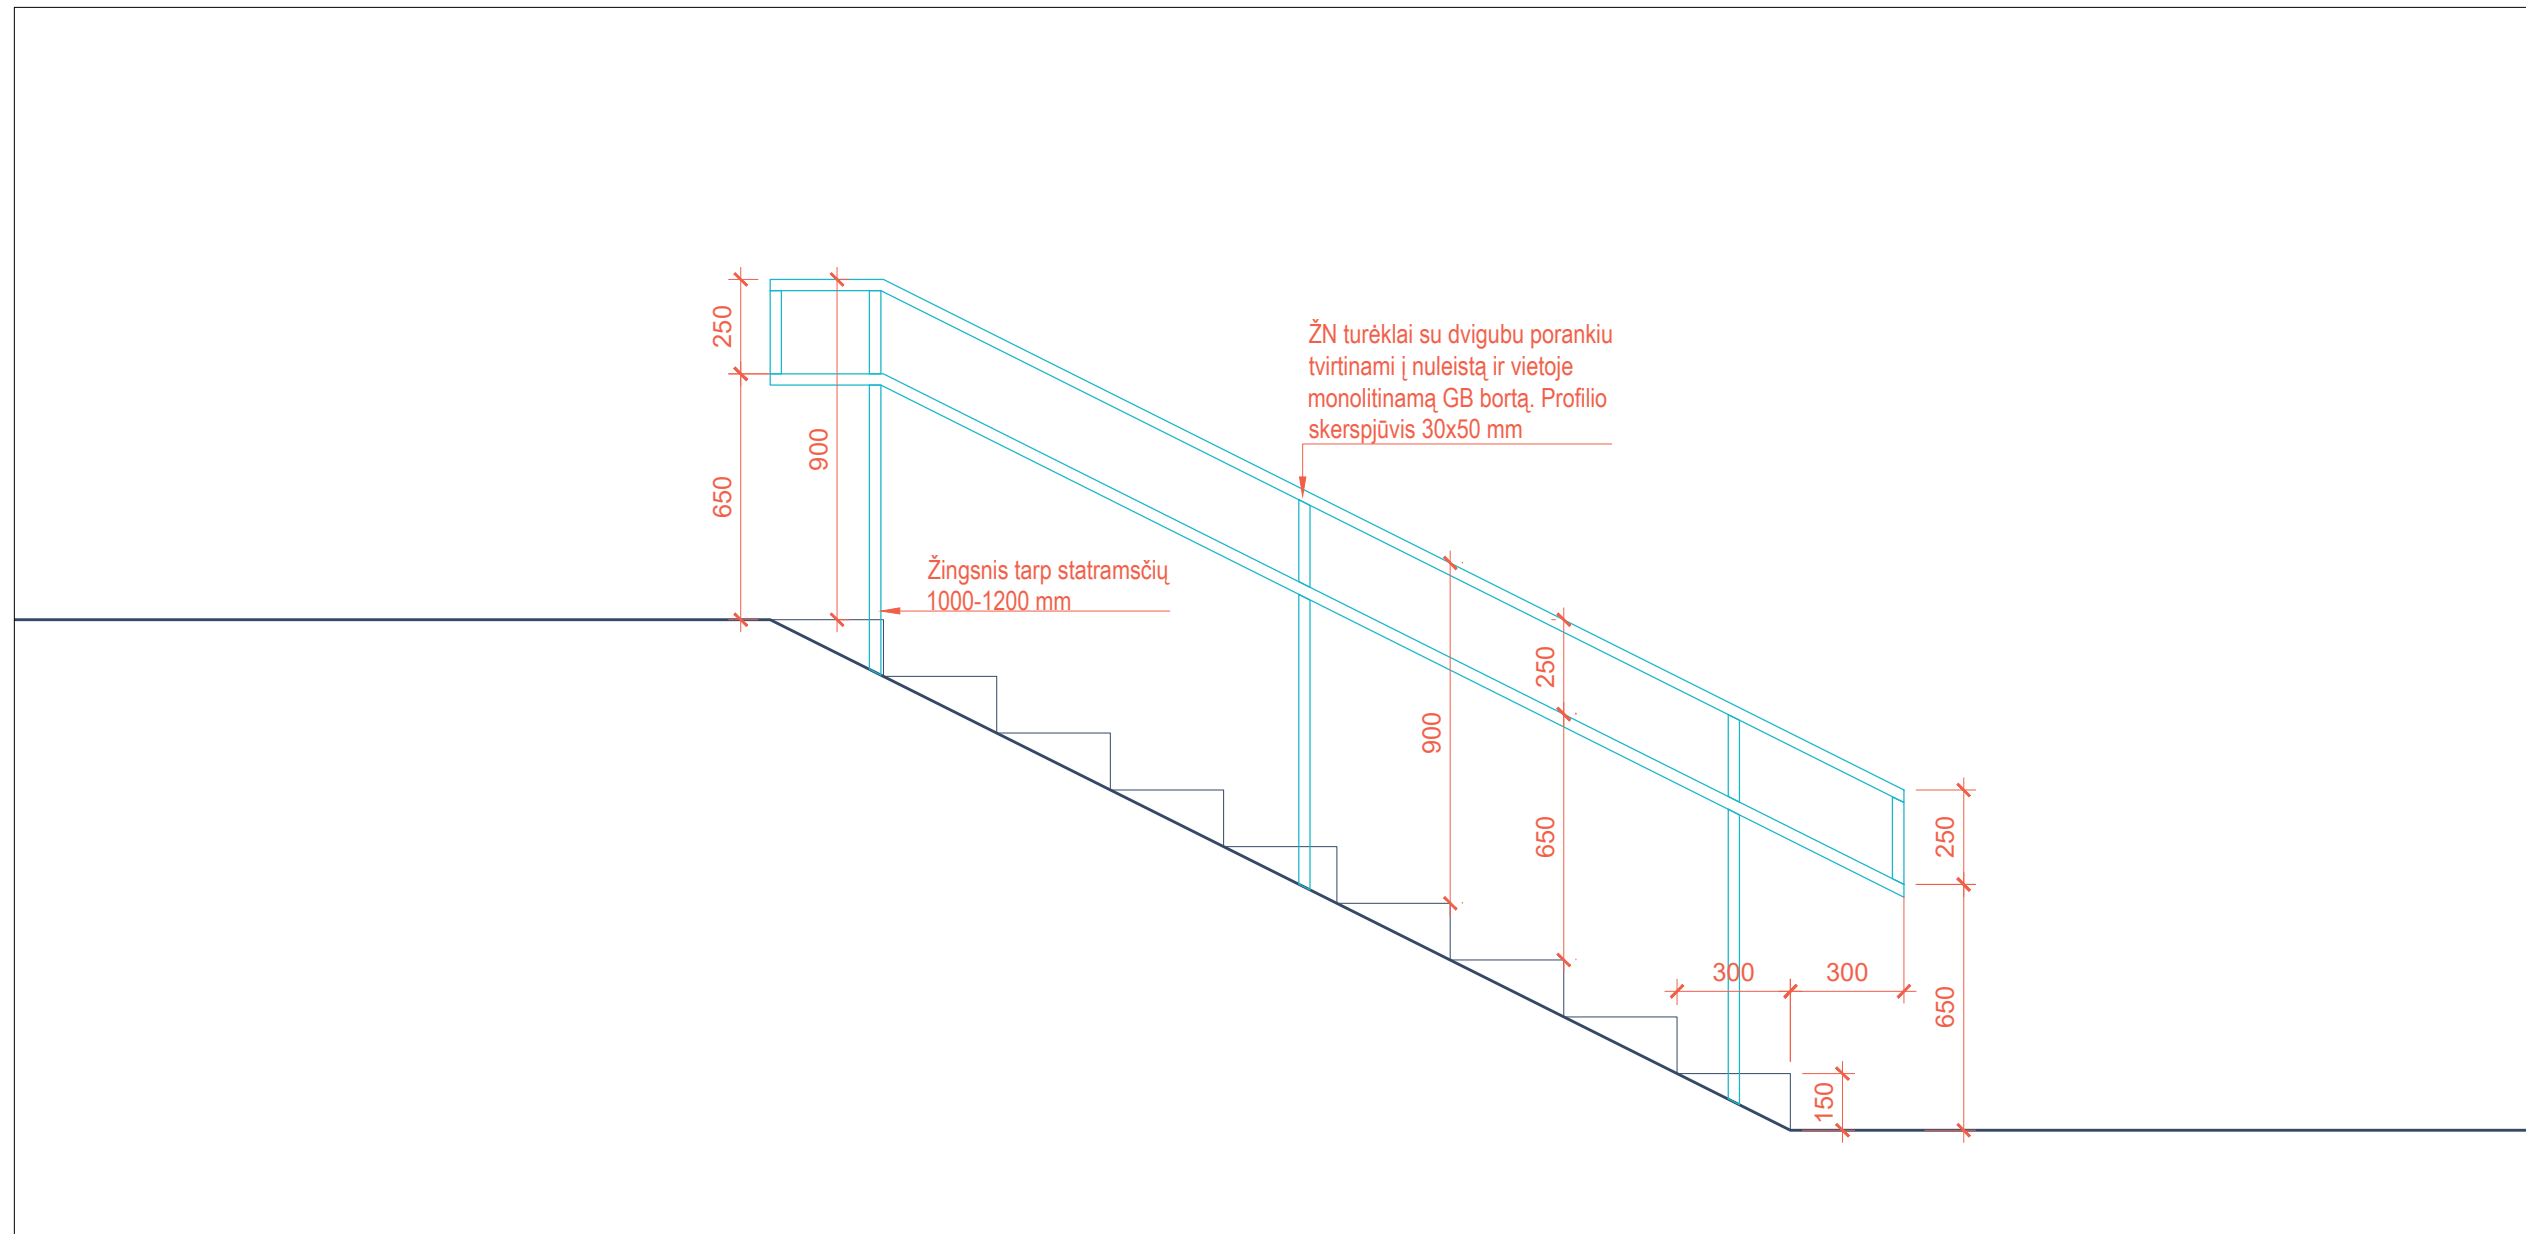 250
900
650
ŽN turėklai su dvigubu porankiu
tvirtinami į nuleistą ir vietoje
monolitinamą GB bortą. Profilio
skerspjūvis 30x50 mm
Žingsnis tarp statramsčių
1000-1200 mm
900
250
650
300
300
250
650
150